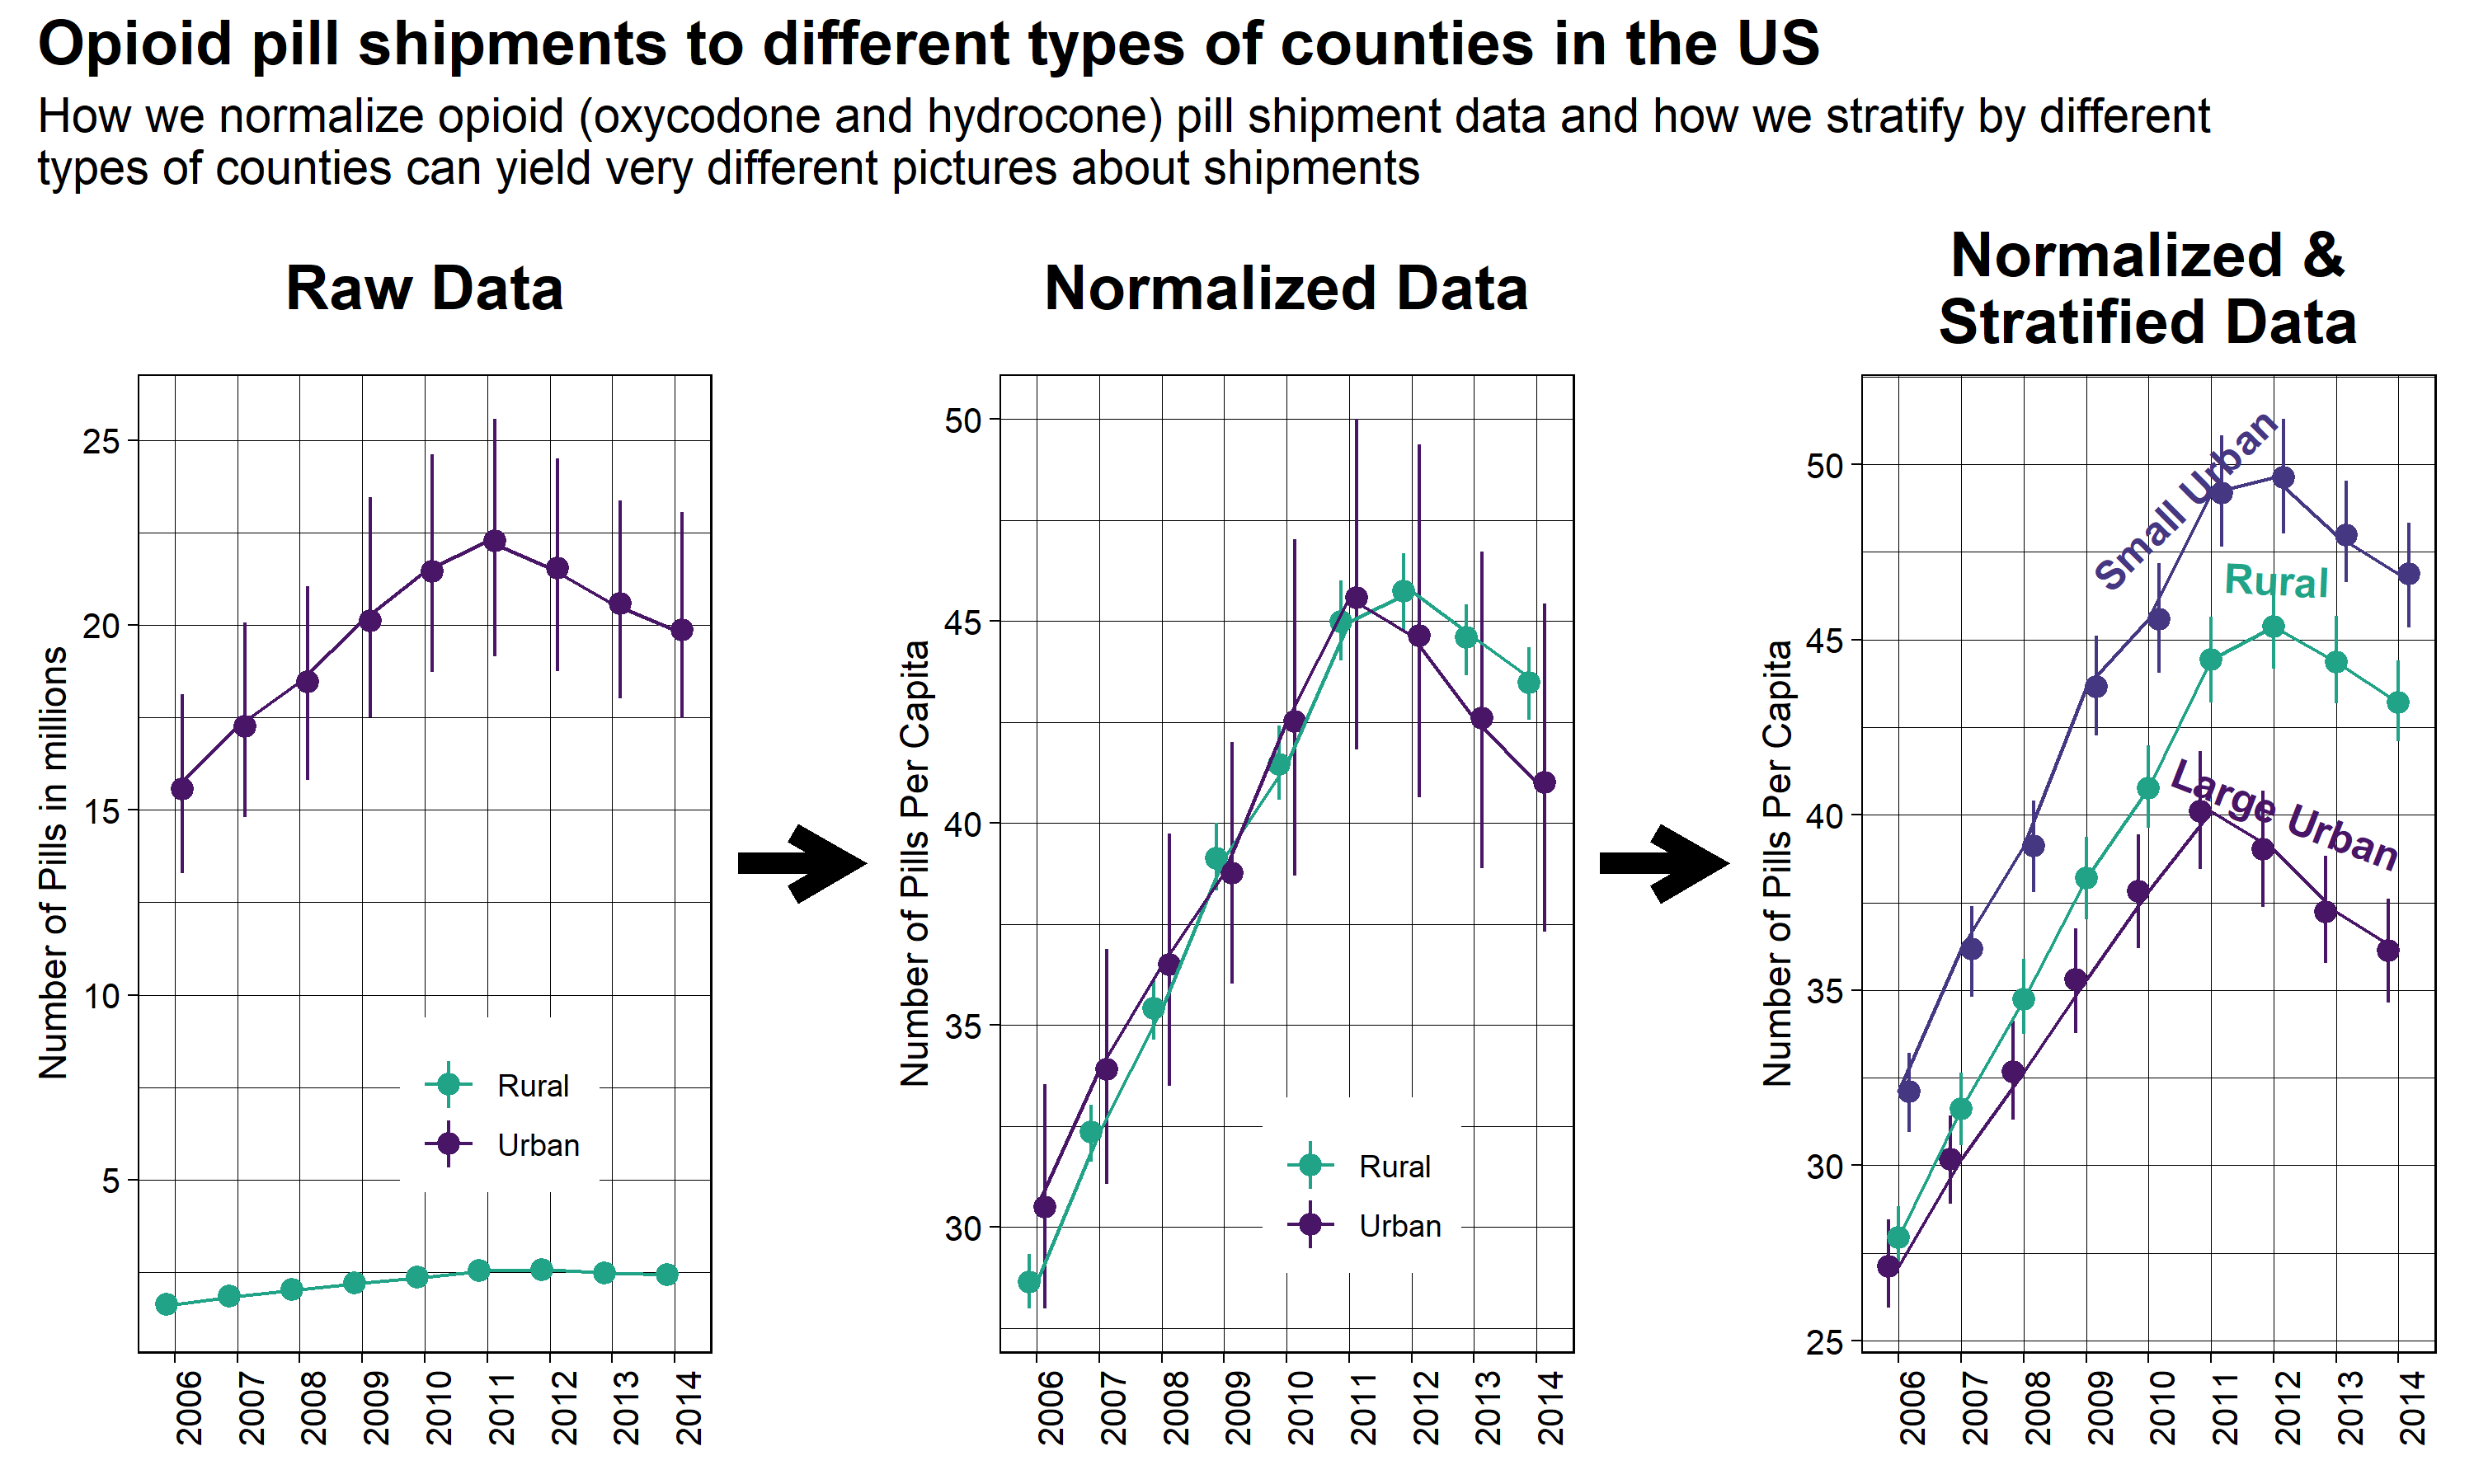 Opioid pill shipments to different types of counties in the US
How we normalize opioid (oxycodone and hydrocone) pill shipment data and how we stratify by different
types of counties can yield very different pictures about shipments
Raw Data
Number of Pills in millions
25
20
15
10
5
Rural
Urban
2006
2007
2008
2009
2010
2011
2012
2013
2014
Normalized Data
Number of Pills Per Capita
50
45
40
35
30
Rural
Urban
2006
2007
2008
2009
2010
2011
2012
2013
2014
Normalized &
Stratified Data
Number of Pills Per Capita
50
45
40
35
30
25
Small Urban
Rural
Large Urban
2006
2007
2008
2009
2010
2011
2012
2013
2014